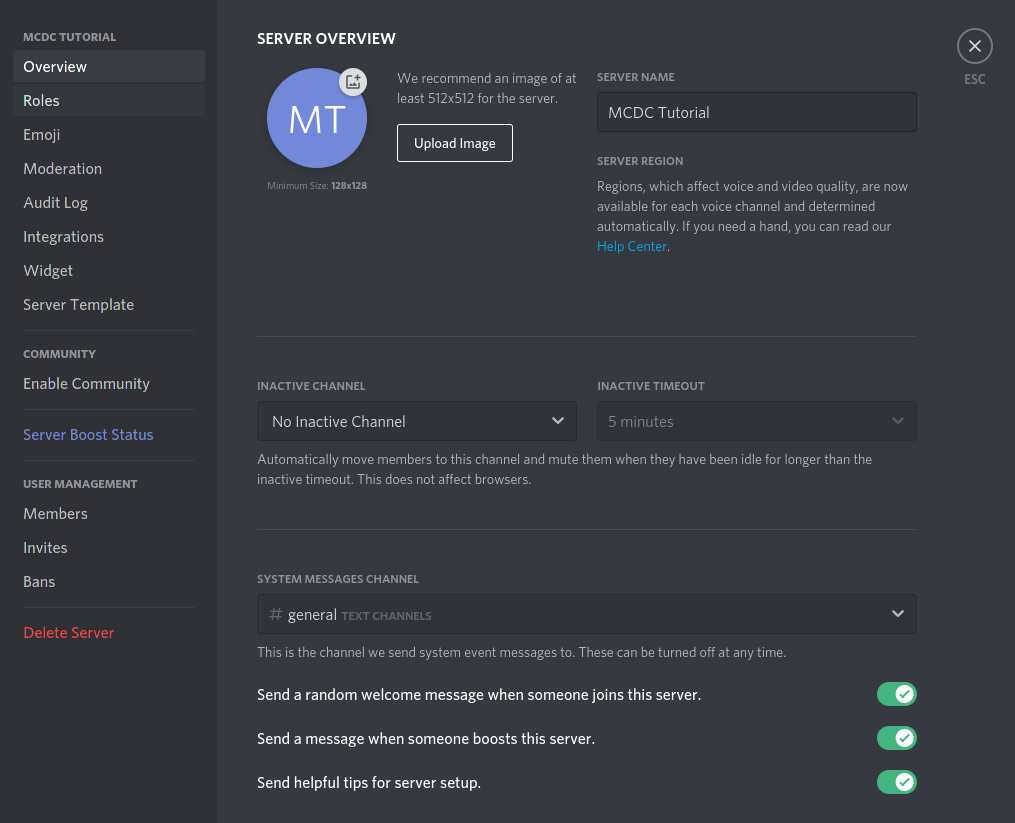 MCDC TUTORIAL
Overview
Roles
Emoji
Moderation
Audit Log
Integrations
Widget
Server Template
COMMUNITY
Enable Community
Server Boost Status
USER MANAGEMENT
Members
Invites
Bans
Delete Server
SERVER OVERVIEW
MT
Minimum Size: 128x128
We recommend an image of at
least 512x512 for the server.
Upload Image
SERVER NAME
MCDC Tutorial
SERVER REGION
Regions, which affect voice and video quality, are now
available for each voice channel and determined
automatically. If you need a hand, you can read our
Help Center.
ESC
INACTIVE CHANNEL
No Inactive Channel
INACTIVE TIMEOUT
5 minutes
Automatically move members to this channel and mute them when they have been idle for longer than the
inactive timeout. This does not affect browsers.
SYSTEM MESSAGES CHANNEL
# general TEXT CHANNELS
This is the channel we send system event messages to. These can be turned off at any time.
Send a random welcome message when someone joins this server.
Send a message when someone boosts this server.
Send helpful tips for server setup.